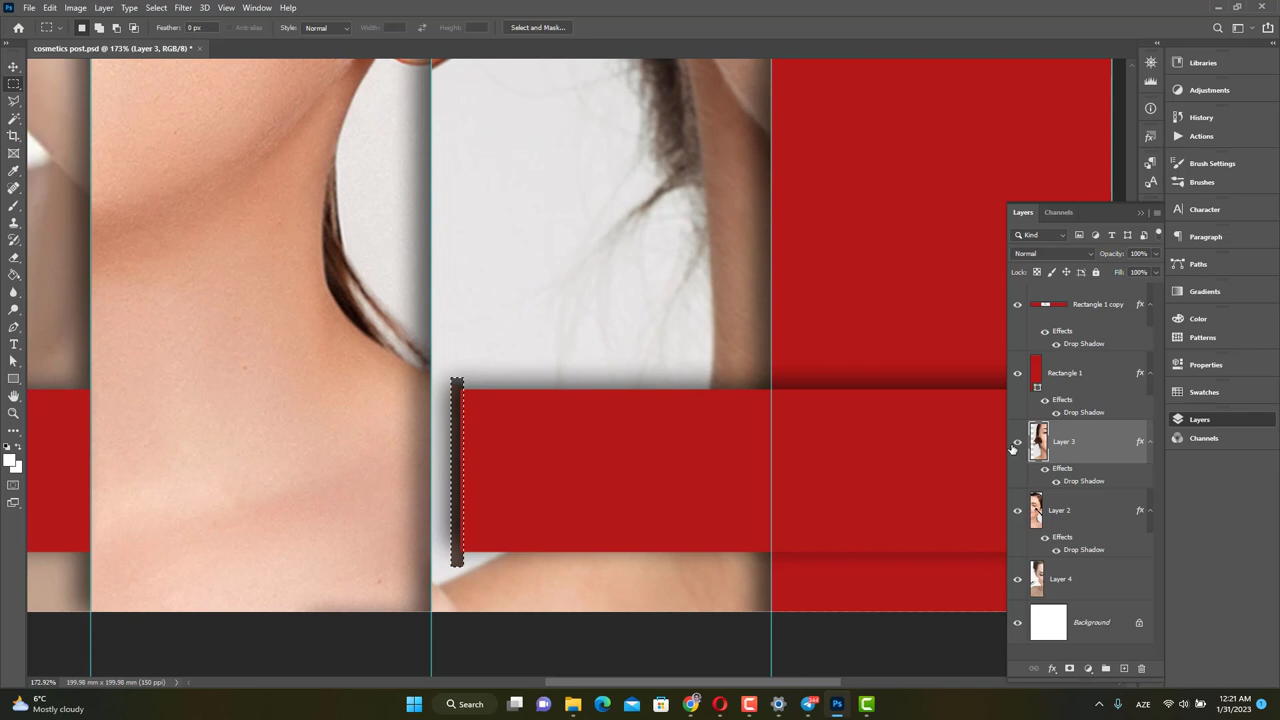 File Edit Image Layer Type Select Filter 3D View Window Help
Feather: 0 px Anti-alias Style: Normal Width: Height: Select and Mask...
cosmetics post.psd @ 173% (Layer 3, RGB/8) *
Libraries
Adjustments
History
Actions
Brush Settings
Brushes
Character
Paragraph
Paths
Gradients
Color
Patterns
Properties
Swatches
Layers
Channels
Layers Channels
Kind
Normal Opacity: 100%
Lock: Fill: 100%
Rectangle 1 copy fx
Effects
Drop Shadow
Rectangle 1 fx
Effects
Drop Shadow
Layer 3 fx
Effects
Drop Shadow
Layer 2 fx
Effects
Drop Shadow
Layer 4
Background
172.92% 199.98 mm x 199.98 mm (150 ppi)
6°C
Mostly cloudy
Search
AZE
12:21 AM
1/31/2023